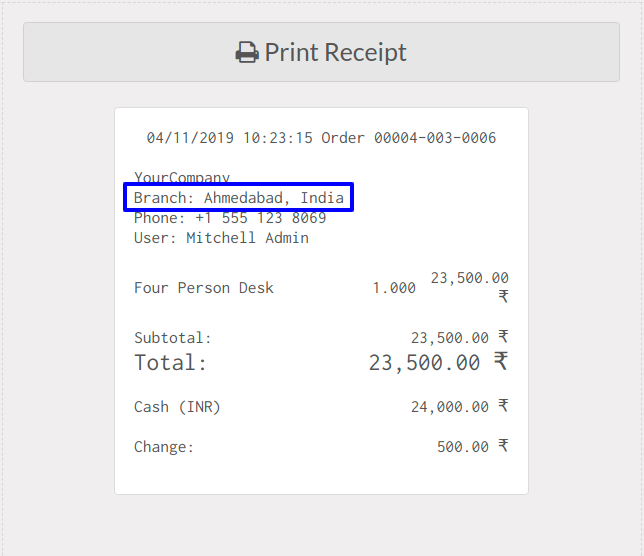 Print Receipt
04/11/2019 10:23:15 Order 00004-003-0006
YourCompany
Branch: Ahmedabad, India
Phone: +1 555 123 8069
User: Mitchell Admin
Four Person Desk 1.000 23,500.00
₹
Subtotal: 23,500.00 ₹
Total: 23,500.00 ₹
Cash (INR) 24,000.00 ₹
Change: 500.00 ₹